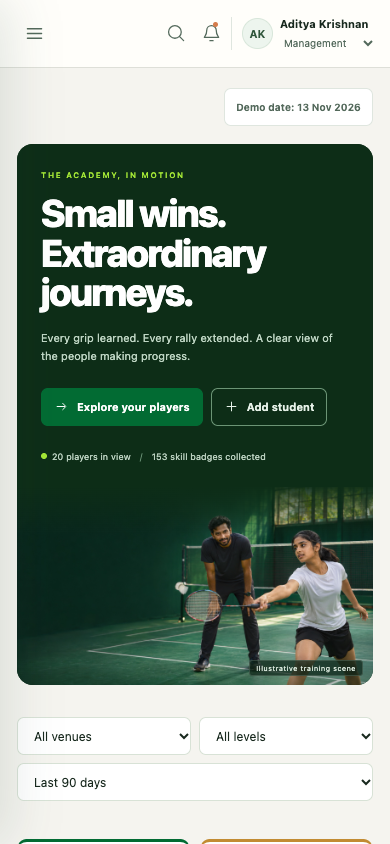 AK
Aditya Krishnan
Management
Demo date: 13 Nov 2026
THE ACADEMY, IN MOTION
Small wins.
Extraordinary
journeys.
Every grip learned. Every rally extended. A clear view of
the people making progress.
→ Explore your players
+ Add student
20 players in view / 153 skill badges collected
Illustrative training scene
All venues
All levels
Last 90 days